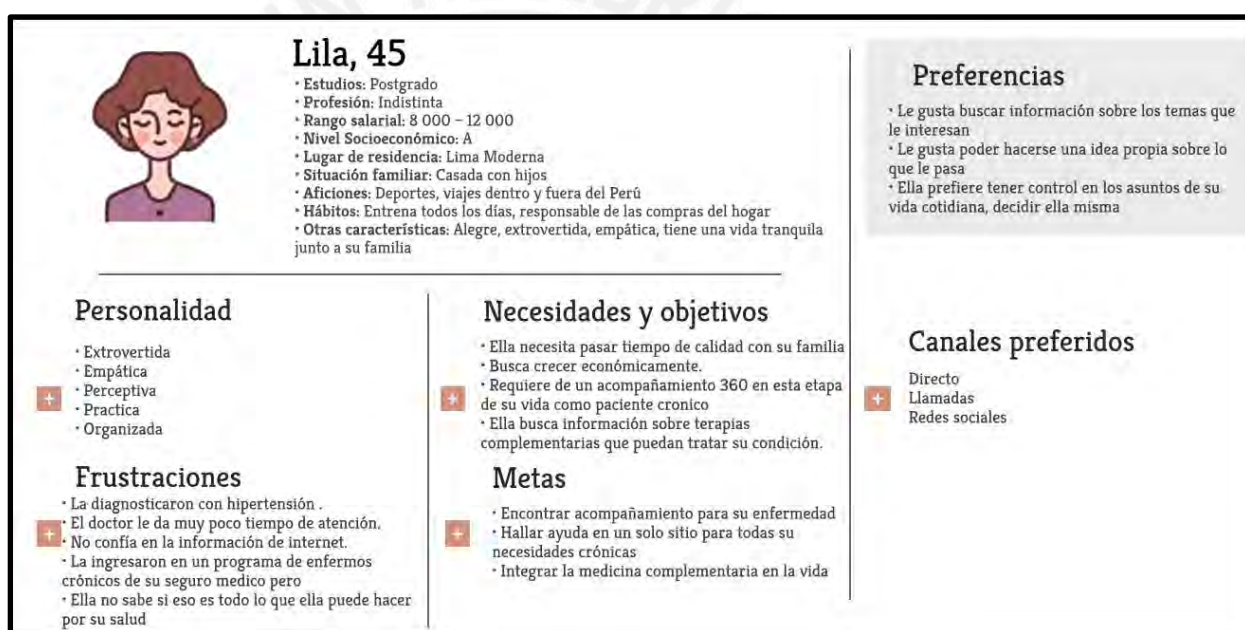 Lila, 45
· Estudios: Postgrado
· Profesión: Indistinta
· Rango salarial: 8 000 – 12 000
· Nivel Socioeconómico: A
· Lugar de residencia: Lima Moderna
· Situación familiar: Casada con hijos
· Aficiones: Deportes, viajes dentro y fuera del Perú
· Hábitos: Entrena todos los días, responsable de las compras del hogar
· Otras características: Alegre, extrovertida, empática, tiene una vida tranquila
junto a su familia
Preferencias
· Le gusta buscar información sobre los temas que
le interesan
· Le gusta poder hacerse una idea propia sobre lo
que le pasa
· Ella prefiere tener control en los asuntos de su
vida cotidiana, decidir ella misma
Personalidad
· Extrovertida
· Empática
· Perceptiva
· Practica
· Organizada
Necesidades y objetivos
· Ella necesita pasar tiempo de calidad con su familia
· Busca crecer económicamente.
· Requiere de un acompañamiento 360 en esta etapa
de su vida como paciente cronico
· Ella busca información sobre terapias
complementarias que puedan tratar su condición.
Canales preferidos
Directo
Llamadas
Redes sociales
Frustraciones
· La diagnosticaron con hipertensión .
· El doctor le da muy poco tiempo de atención.
· No confía en la información de internet.
· La ingresaron en un programa de enfermos
crónicos de su seguro medico pero
· Ella no sabe si eso es todo lo que ella puede hacer
por su salud
Metas
· Encontrar acompañamiento para su enfermedad
· Hallar ayuda en un solo sitio para todas su
necesidades crónicas
· Integrar la medicina complementaria en la vida